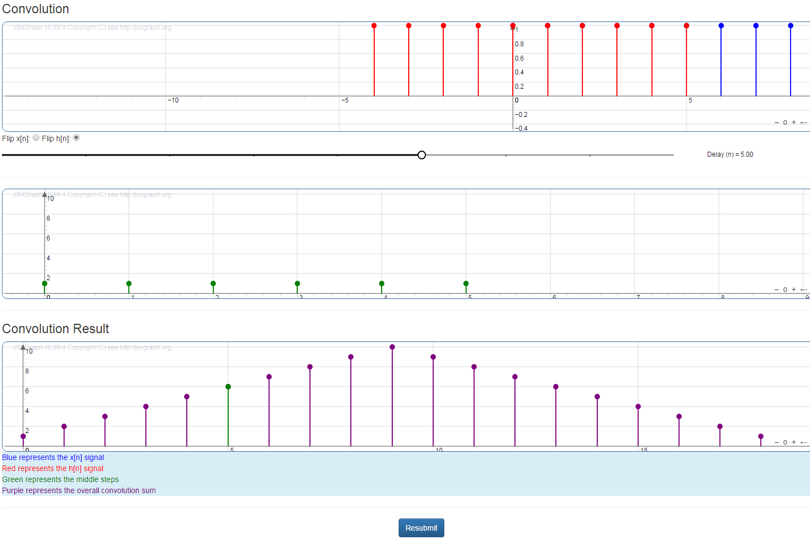 Convolution
JSXGraph v0.99.4 Copyright (C) see http://jsxgraph.org
0.8
0.6
0.4
0.2
−10
−5
0
5
−0.2
−0.4
− o + ←
Flip x[n]: Flip h[n]:
Delay (n) = 5.00
JSXGraph v0.99.4 Copyright (C) see http://jsxgraph.org
10
8
6
4
2
0
1
2
3
4
5
6
7
8
9
− o + ←
Convolution Result
JSXGraph v0.99.4 Copyright (C) see http://jsxgraph.org
10
8
6
4
2
0
5
10
15
− o + ←
Blue represents the x[n] signal
Red represents the h[n] signal
Green represents the middle steps
Purple represents the overall convolution sum
Resubmit